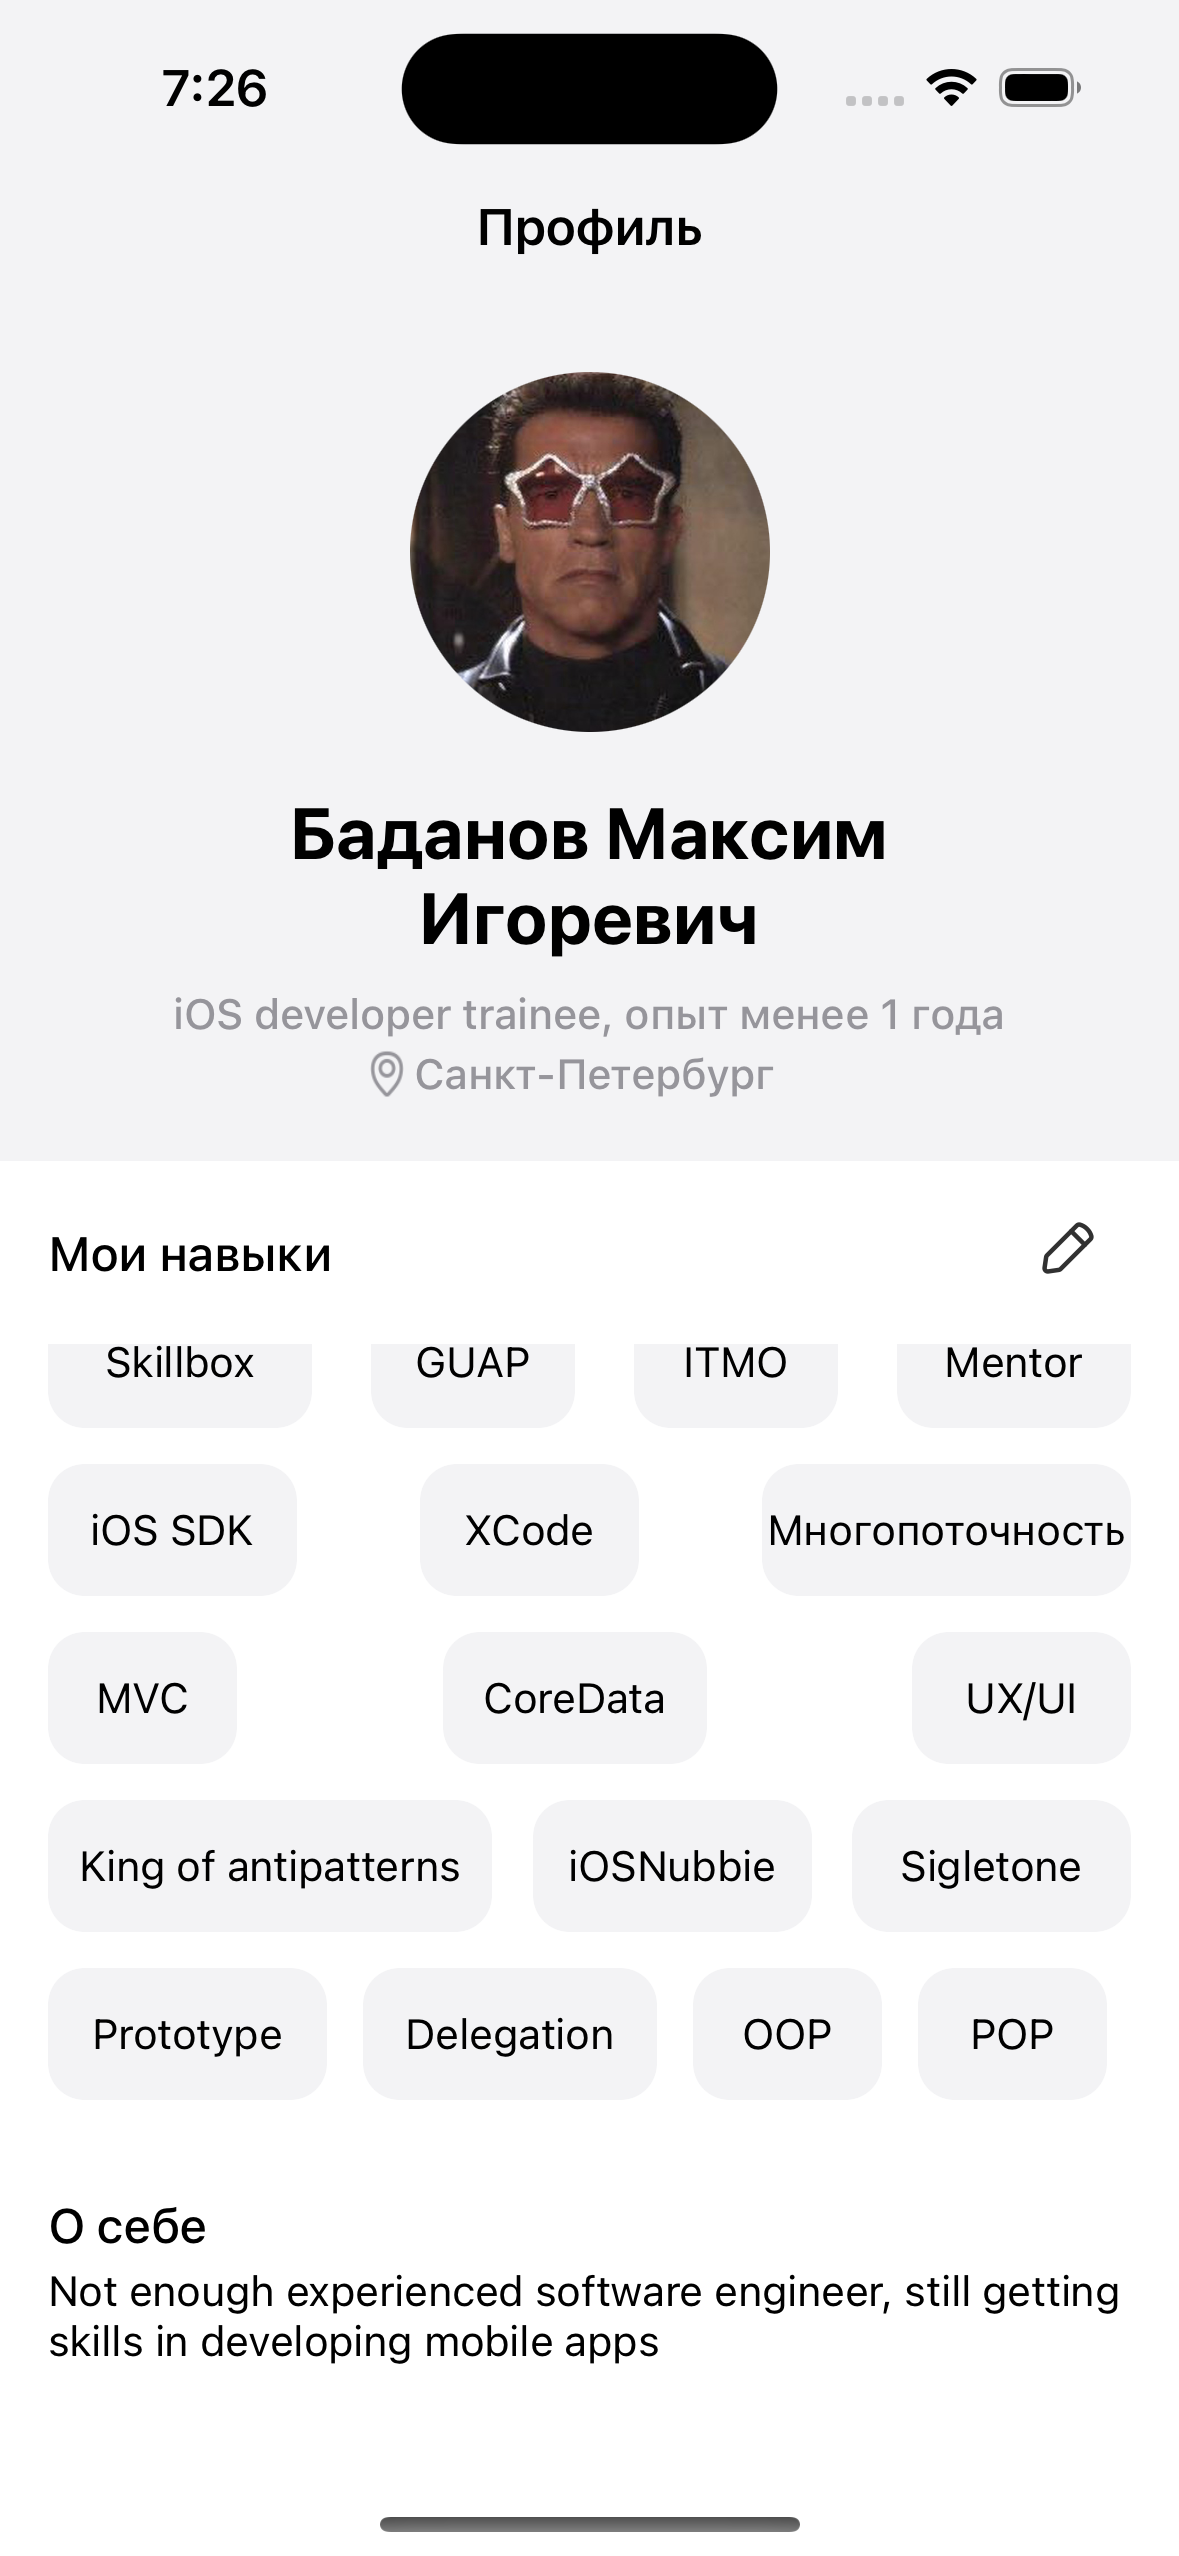 7:26
Профиль
Баданов Максим
Игоревич
iOS developer trainee, опыт менее 1 года
Санкт-Петербург
Мои навыки
Skillbox GUAP ITMO Mentor
iOS SDK XCode Многопоточность
MVC CoreData UX/UI
King of antipatterns iOSNubbie Sigletone
Prototype Delegation OOP POP
О себе
Not enough experienced software engineer, still getting
skills in developing mobile apps